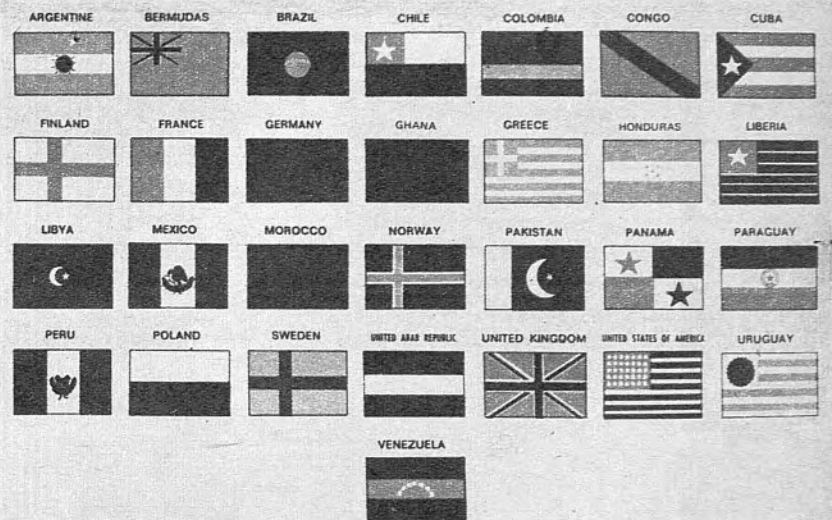 ARGENTINE BERMUDAS BRAZIL CHILE COLOMBIA CONGO CUBA
FINLAND FRANCE GERMANY GHANA GREECE HONDURAS LIBERIA
LIBYA MEXICO MOROCCO NORWAY PAKISTAN PANAMA PARAGUAY
PERU POLAND SWEDEN UNITED ARAB REPUBLIC UNITED KINGDOM UNITED STATES OF AMERICA URUGUAY
VENEZUELA